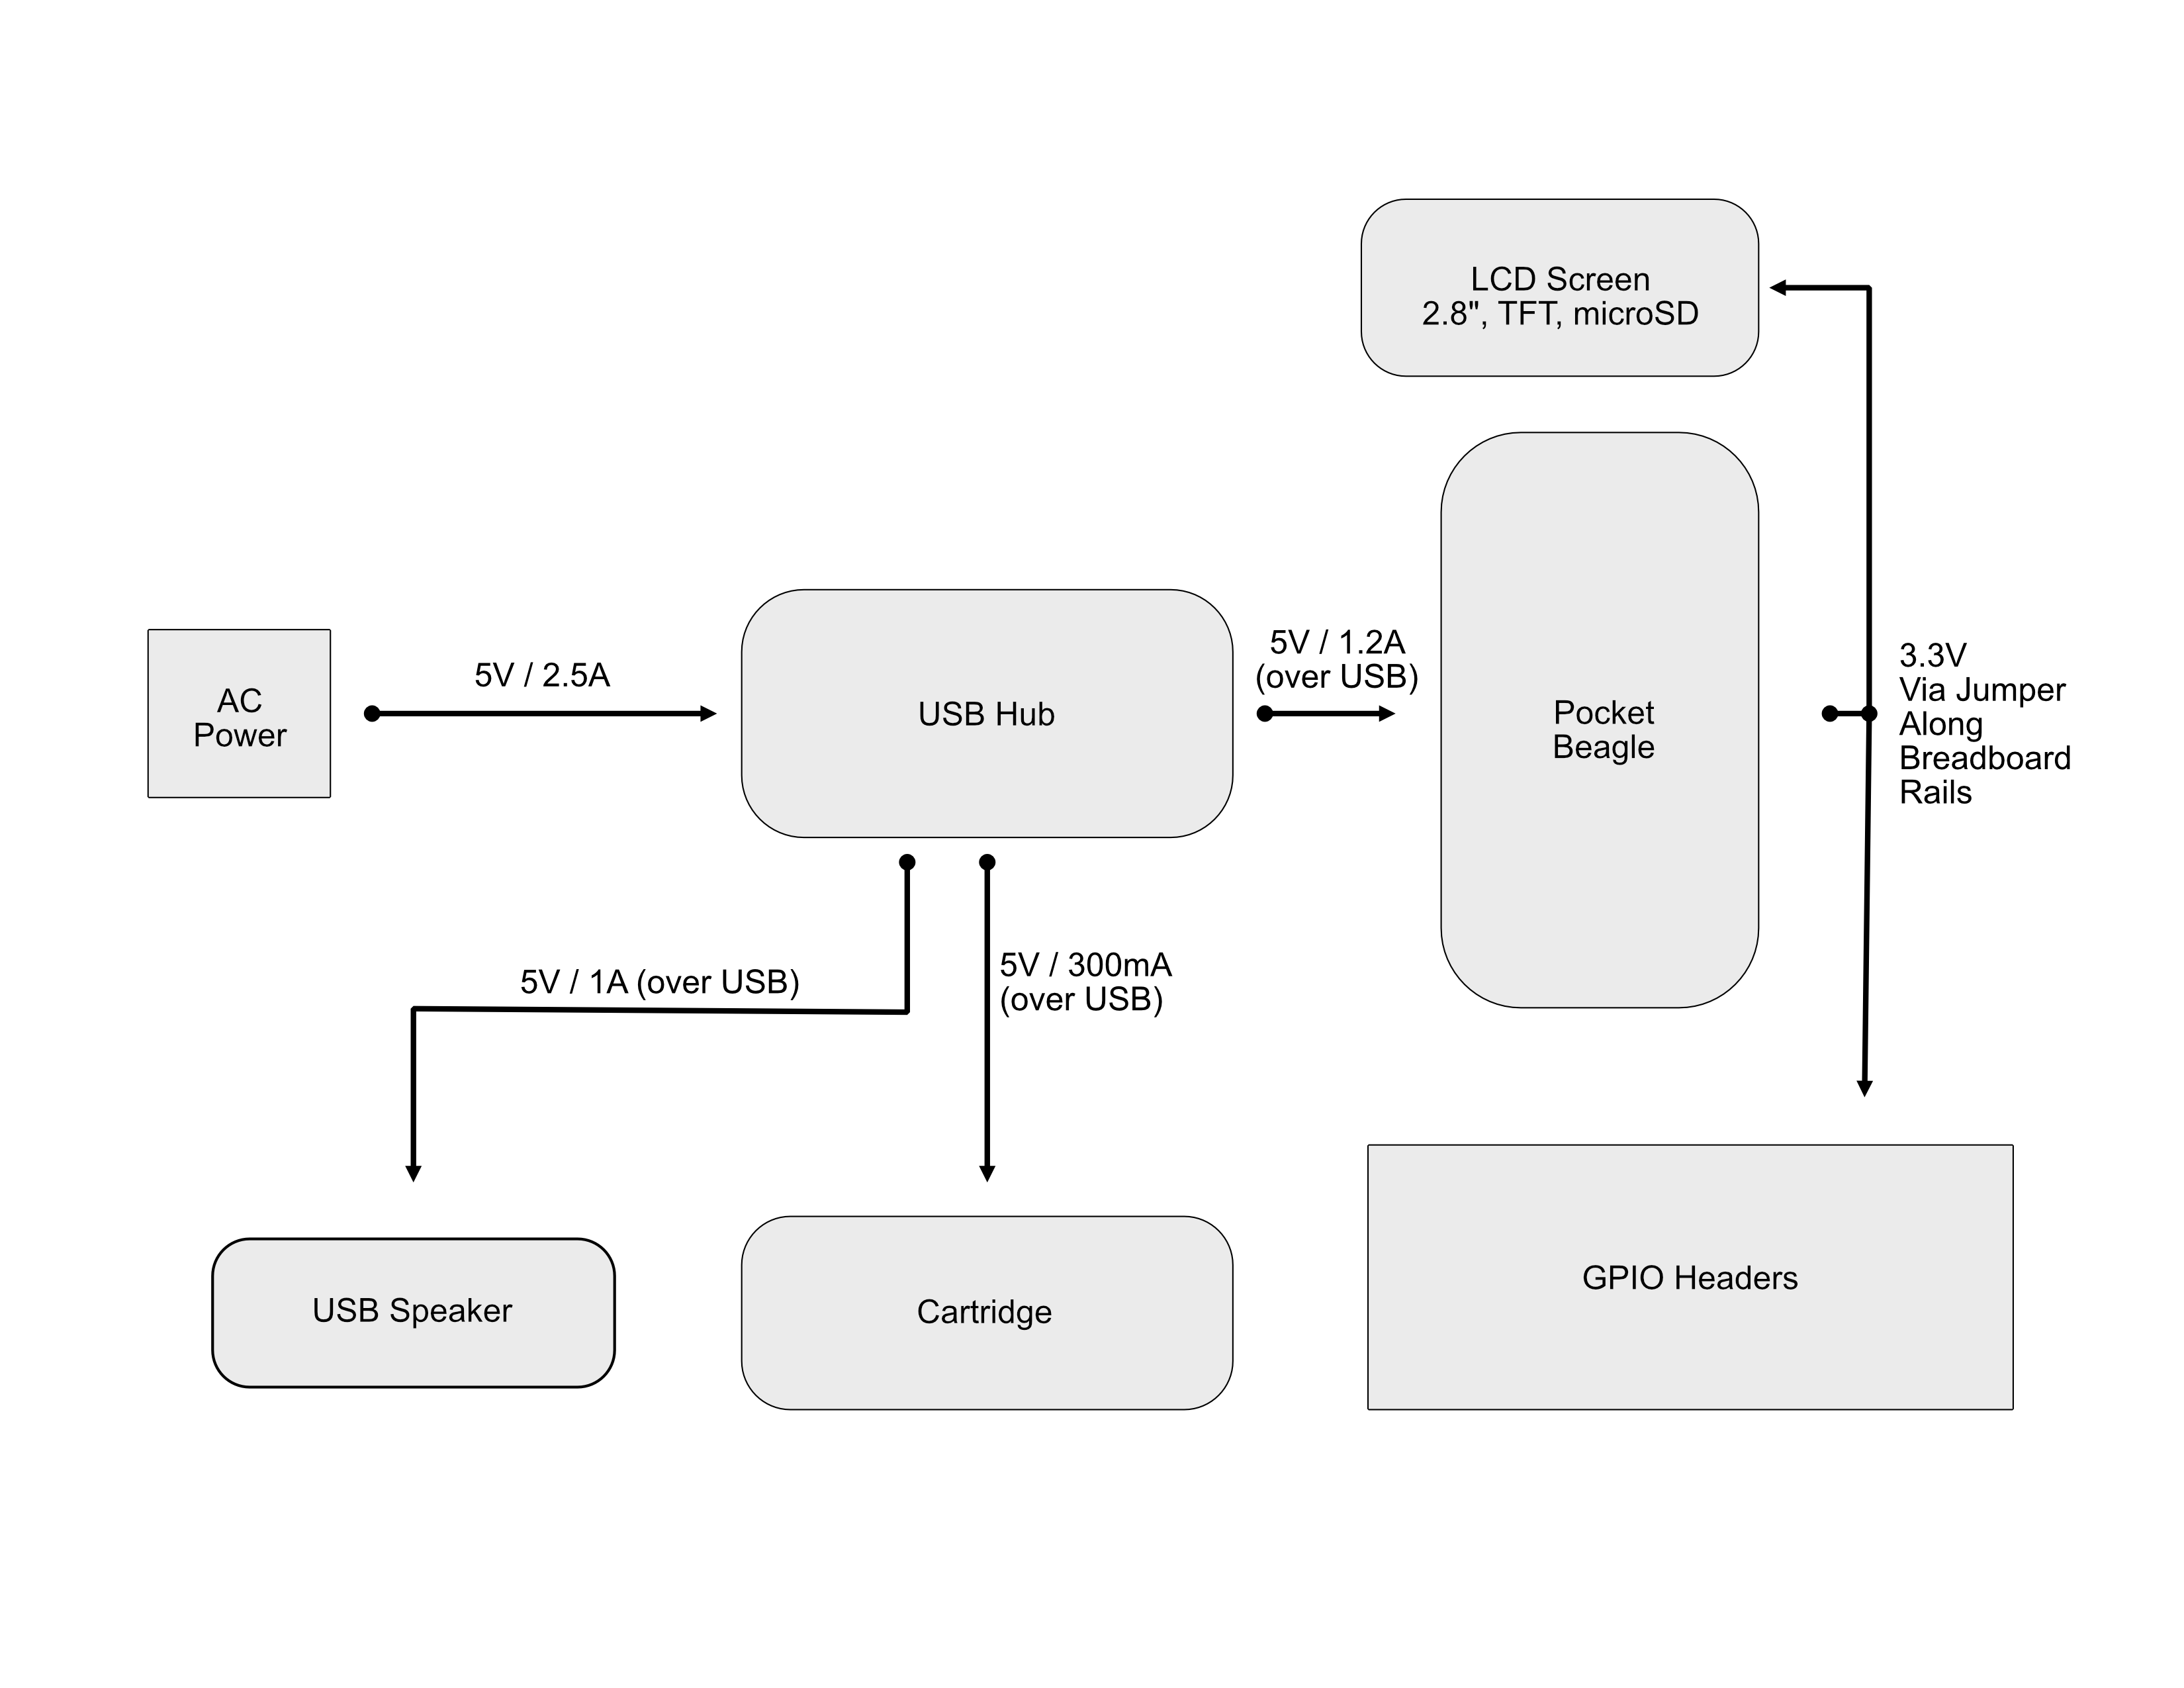 LCD Screen
2.8", TFT, microSD
5V / 1.2A
(over USB)
3.3V
Via Jumper
Along
Breadboard
Rails
AC
Power
5V / 2.5A
USB Hub
Pocket
Beagle
5V / 1A (over USB)
5V / 300mA
(over USB)
USB Speaker
Cartridge
GPIO Headers